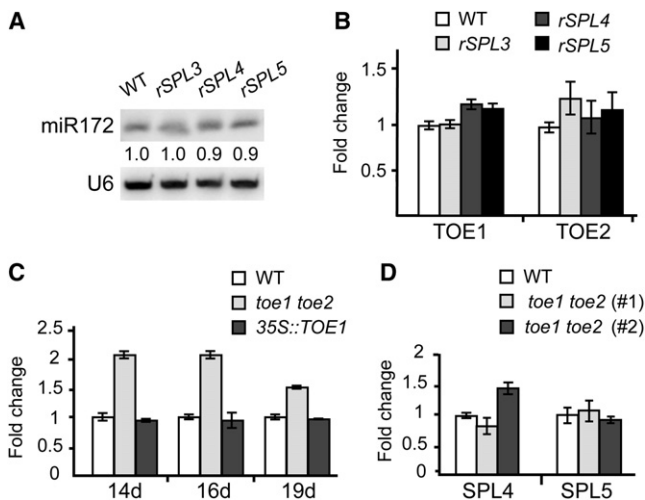 A
WT rSPL3 rSPL4 rSPL5
miR172
1.0 1.0 0.9 0.9
U6
B
WT rSPL4
rSPL3 rSPL5
Fold change
1.5
1
0.5
TOE1 TOE2
C
WT
toe1 toe2
35S::TOE1
Fold change
2.5
2
1.5
1
0.5
0
14d 16d 19d
D
WT
toe1 toe2 (#1)
toe1 toe2 (#2)
Fold change
2
1.5
1
0.5
0
SPL4 SPL5